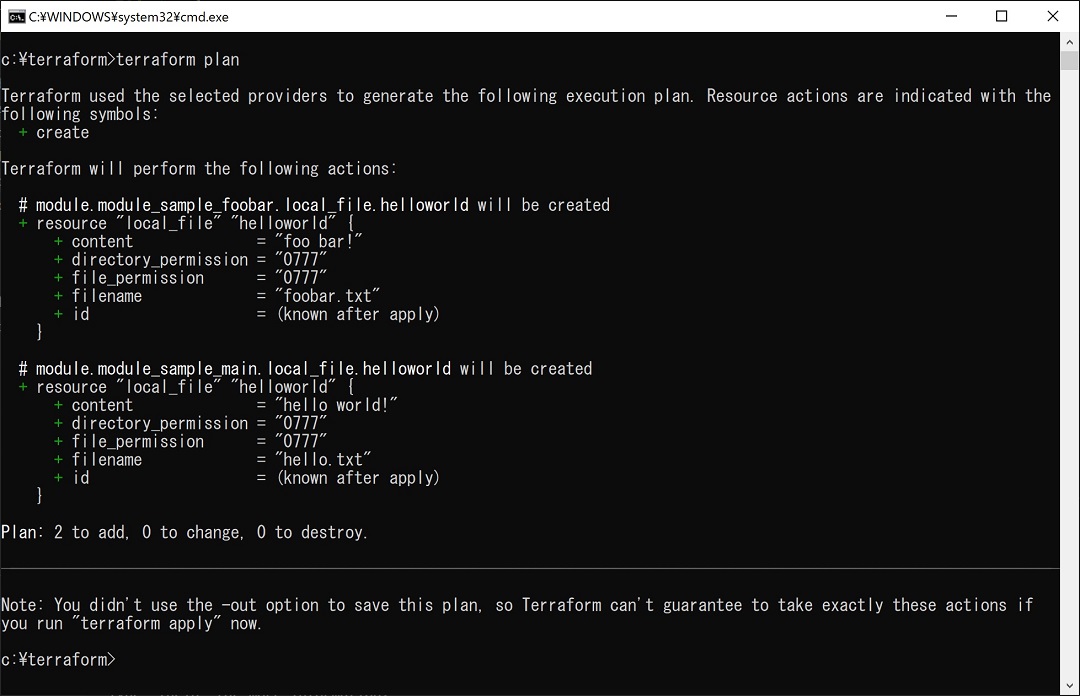 C:¥WINDOWS¥system32¥cmd.exe
c:¥terraform>terraform plan
Terraform used the selected providers to generate the following execution plan. Resource actions are indicated with the
following symbols:
  + create
Terraform will perform the following actions:
  # module.module_sample_foobar.local_file.helloworld will be created
  + resource "local_file" "helloworld" {
      + content              = "foo bar!"
      + directory_permission = "0777"
      + file_permission      = "0777"
      + filename             = "foobar.txt"
      + id                   = (known after apply)
    }
  # module.module_sample_main.local_file.helloworld will be created
  + resource "local_file" "helloworld" {
      + content              = "hello world!"
      + directory_permission = "0777"
      + file_permission      = "0777"
      + filename             = "hello.txt"
      + id                   = (known after apply)
    }
Plan: 2 to add, 0 to change, 0 to destroy.
Note: You didn't use the -out option to save this plan, so Terraform can't guarantee to take exactly these actions if
you run "terraform apply" now.
c:¥terraform>